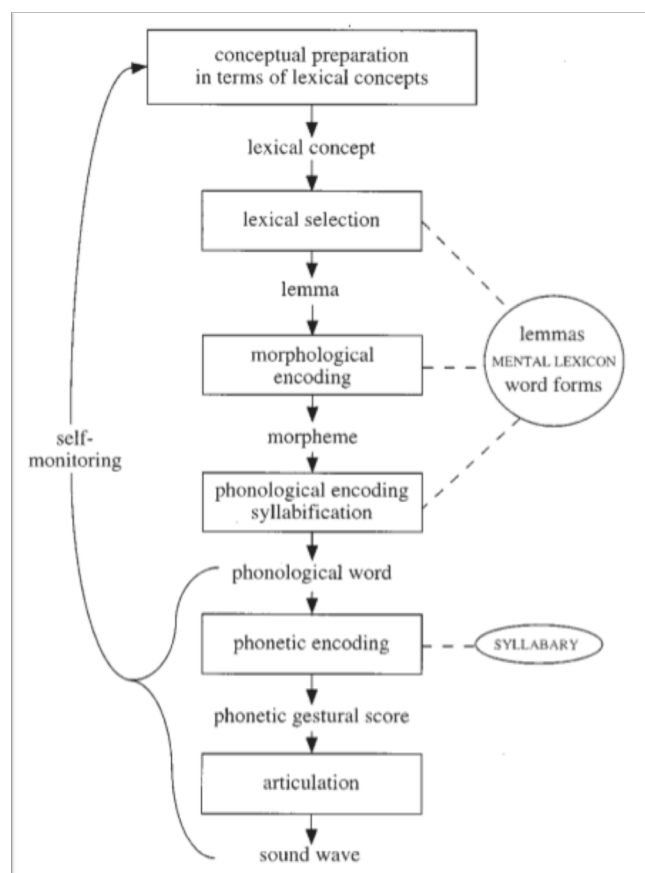 conceptual preparation
in terms of lexical concepts
lexical concept
lexical selection
lemma
lemmas
MENTAL LEXICON
word forms
morphological
encoding
morpheme
self-
monitoring
phonological encoding
syllabification
phonological word
phonetic encoding
SYLLABARY
phonetic gestural score
articulation
sound wave